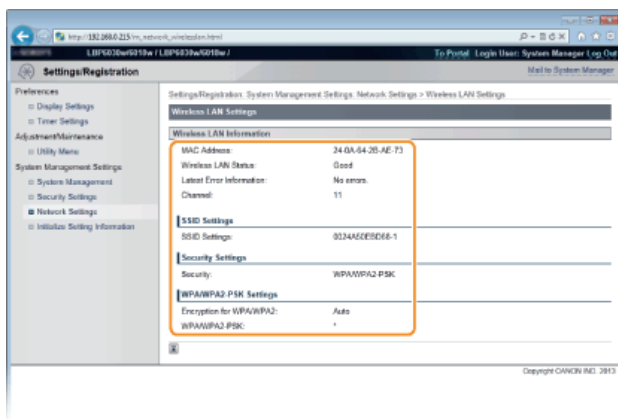 http://192.168.0.215/m_network_wirelesslan.html
LBP6030w/6018w / LBP6030w/6018w /
To Portal Login User: System Manager Log Out
Settings/Registration
Mail to System Manager
Preferences
Display Settings
Timer Settings
Adjustment/Maintenance
Utility Menu
System Management Settings
System Management
Security Settings
Network Settings
Initialize Setting Information
Settings/Registration: System Management Settings: Network Settings > Wireless LAN Settings
Wireless LAN Settings
Wireless LAN Information
MAC Address: 24-0A-64-2B-AE-73
Wireless LAN Status: Good
Latest Error Information: No errors.
Channel: 11
SSID Settings
SSID Settings: 0024A50EBD68-1
Security Settings
Security: WPA/WPA2-PSK
WPA/WPA2-PSK Settings
Encryption for WPA/WPA2: Auto
WPA/WPA2-PSK: *
Copyright CANON INC. 2013